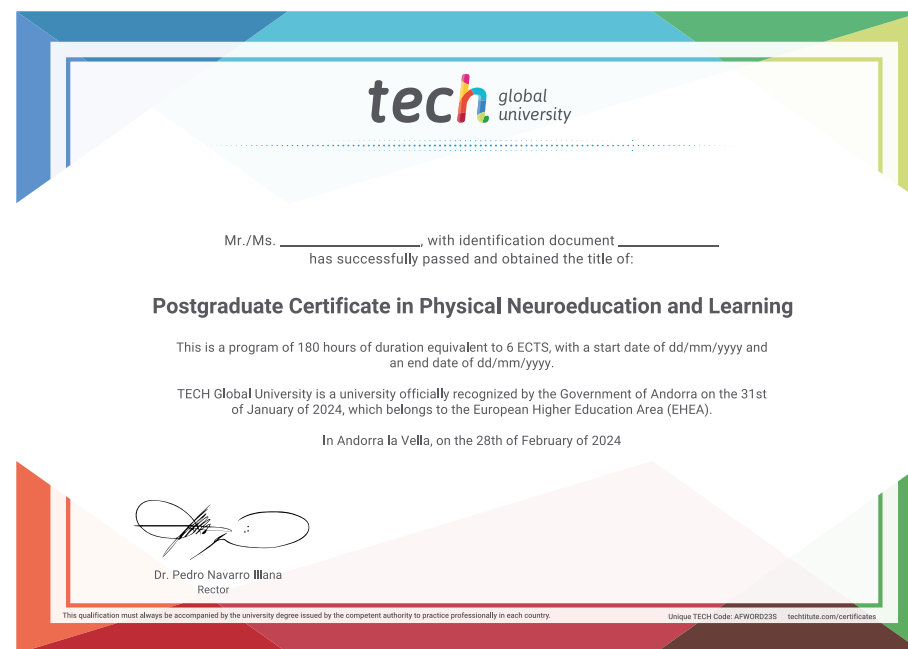 tech global
university
Mr./Ms. ____________, with identification document ____________
has successfully passed and obtained the title of:
Postgraduate Certificate in Physical Neuroeducation and Learning
This is a program of 180 hours of duration equivalent to 6 ECTS, with a start date of dd/mm/yyyy and
an end date of dd/mm/yyyy.
TECH Global University is a university officially recognized by the Government of Andorra on the 31st
of January of 2024, which belongs to the European Higher Education Area (EHEA).
In Andorra la Vella, on the 28th of February of 2024
Dr. Pedro Navarro Illana
Rector
This qualification must always be accompanied by the university degree issued by the competent authority to practice professionally in each country.
Unique TECH Code: AFWORD23S techtitute.com/certificates